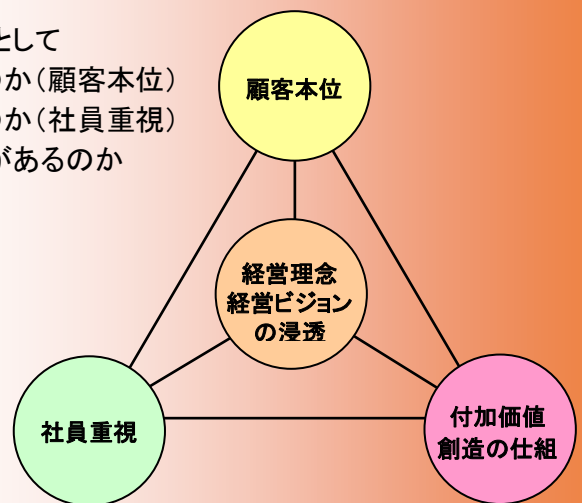 として
か（顧客本位）
のか（社員重視）
があるのか
顧客本位
経営理念
経営ビジョン
の浸透
社員重視
付加価値
創造の仕組